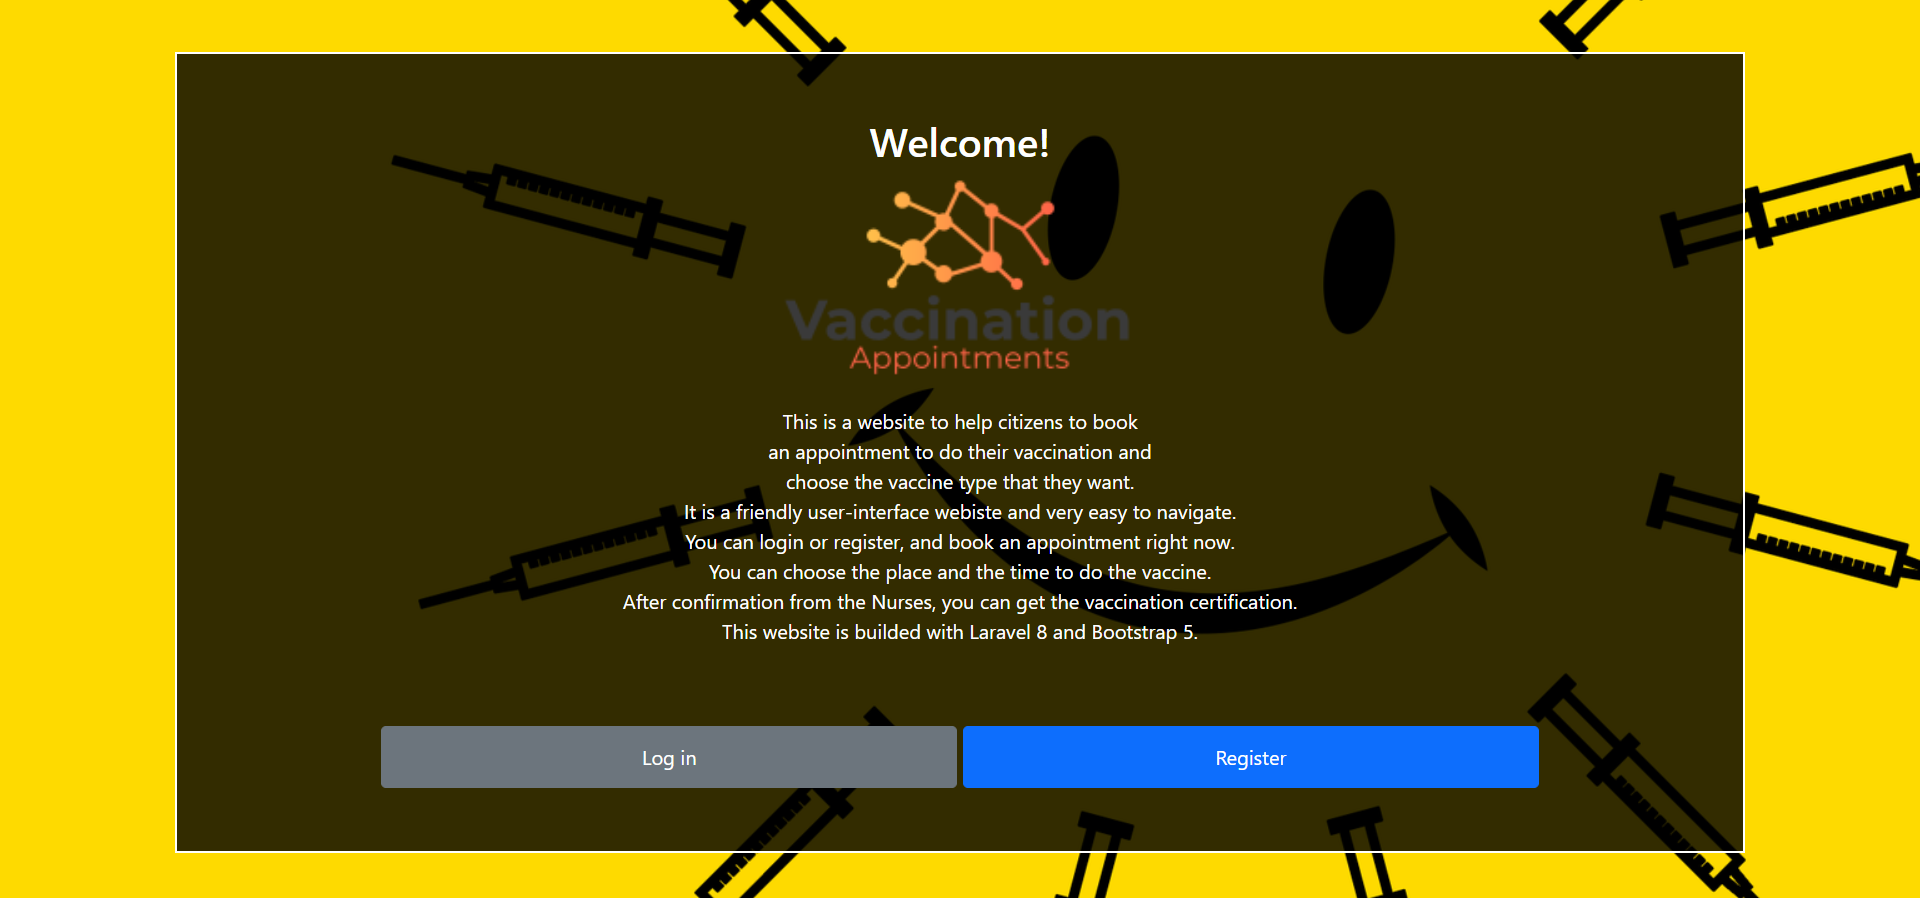 Welcome!
Vaccination
Appointments
This is a website to help citizens to book
an appointment to do their vaccination and
choose the vaccine type that they want.
It is a friendly user-interface webiste and very easy to navigate.
You can login or register, and book an appointment right now.
You can choose the place and the time to do the vaccine.
After confirmation from the Nurses, you can get the vaccination certification.
This website is builded with Laravel 8 and Bootstrap 5.
Log in
Register